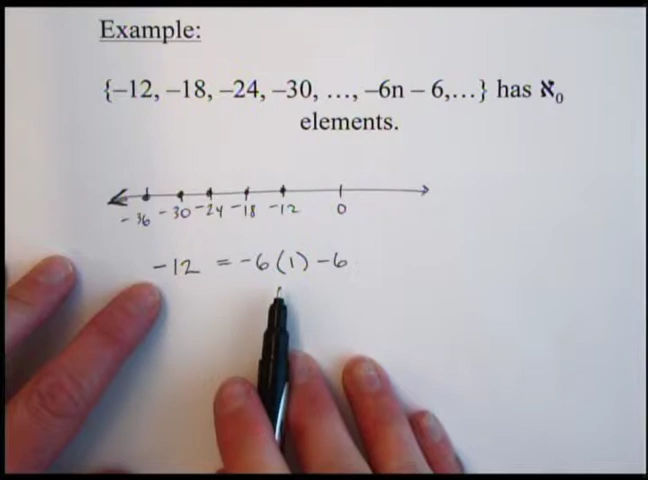 Example:
{–12, –18, –24, –30, …, –6n – 6,…} has ℵ₀
elements.
-36 -30 -24 -18 -12 0
-12 = -6(1) -6